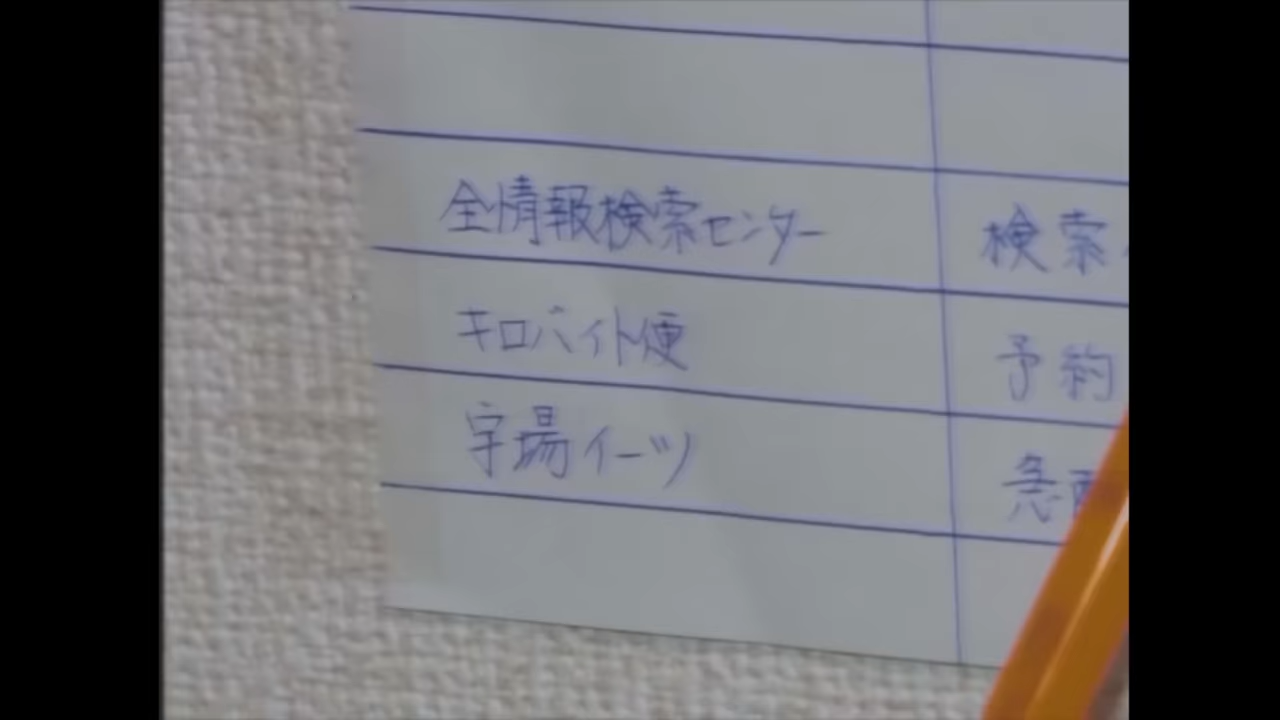 全情報検索センター 検索
キロバイト便 予約
宇場イーツ 急